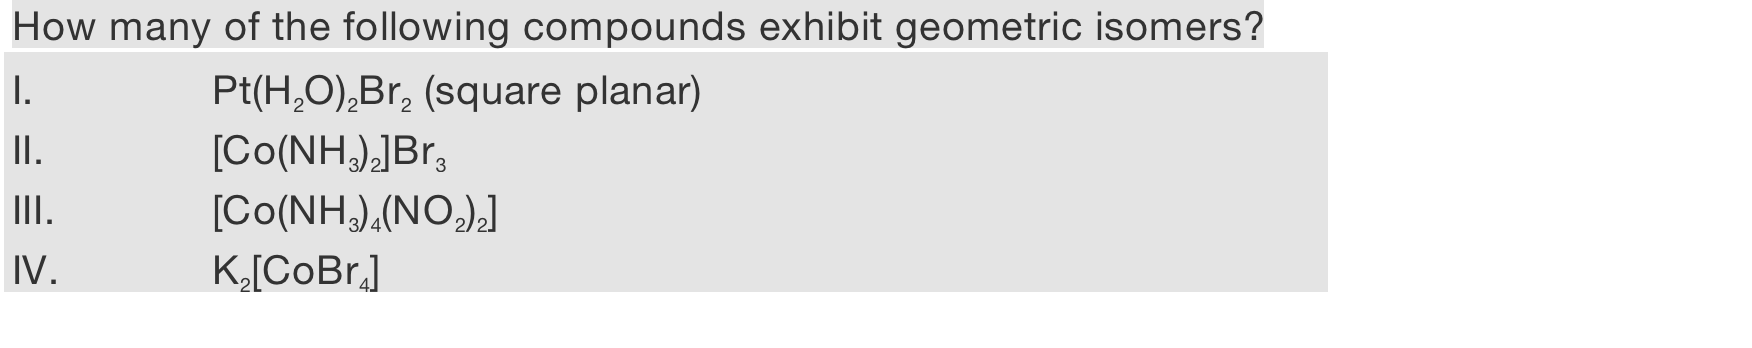 How many of the following compounds exhibit geometric isomers?
I. Pt(H₂O)₂Br₂ (square planar)
II. [Co(NH₃)₂]Br₃
III. [Co(NH₃)₄(NO₂)₂]
IV. K₂[CoBr₄]